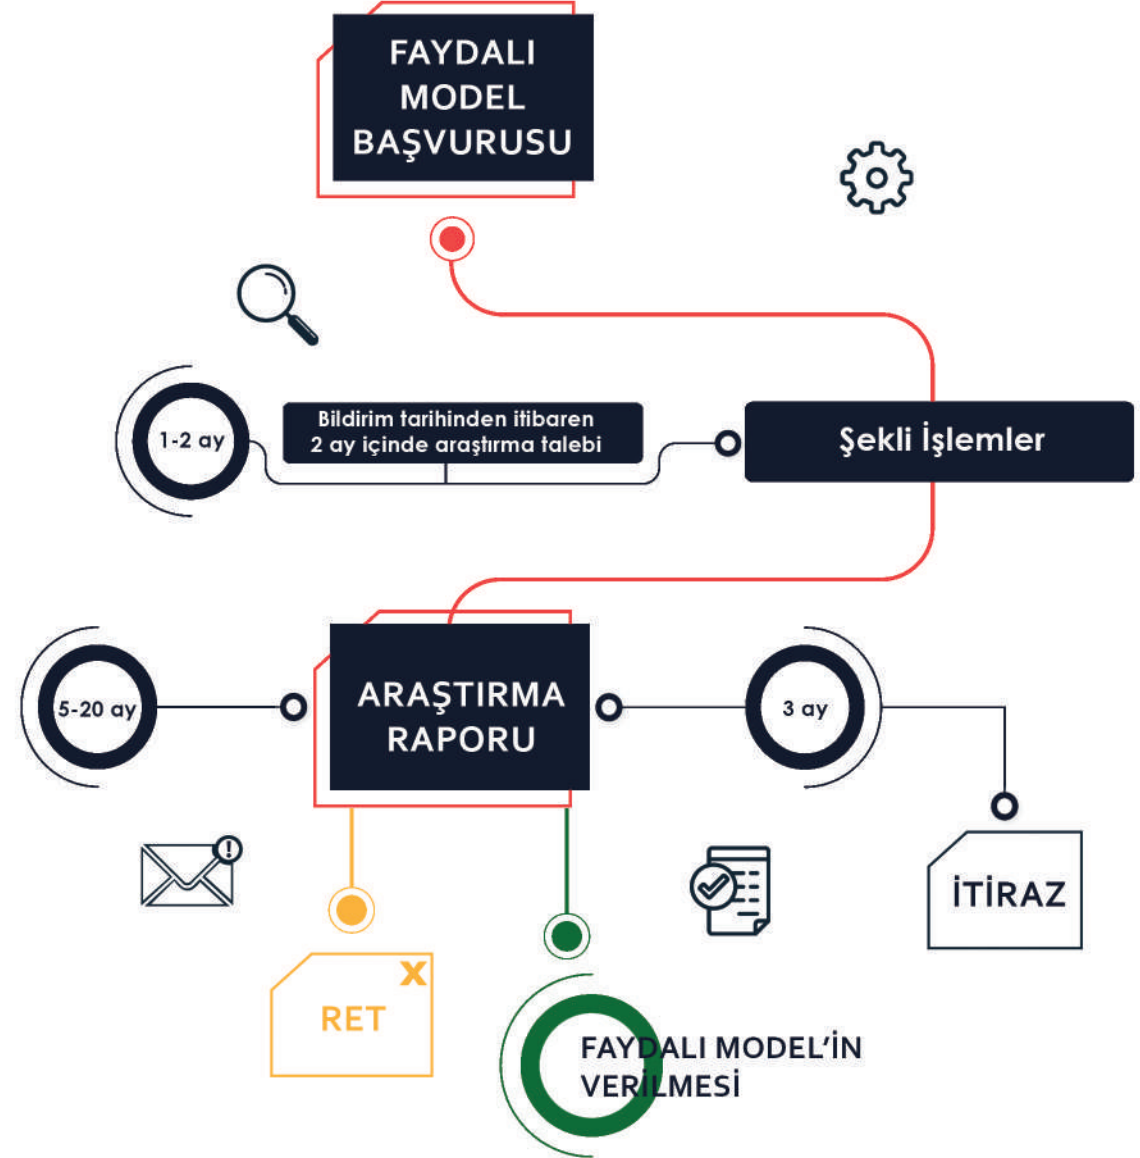 FAYDALI
MODEL
BAŞVURUSU
1-2 ay
Bildirim tarihinden itibaren
2 ay içinde araştırma talebi
Şekli İşlemler
5-20 ay
ARAŞTIRMA
RAPORU
3 ay
İTİRAZ
X
RET
FAYDALI MODEL'İN
VERİLMESİ